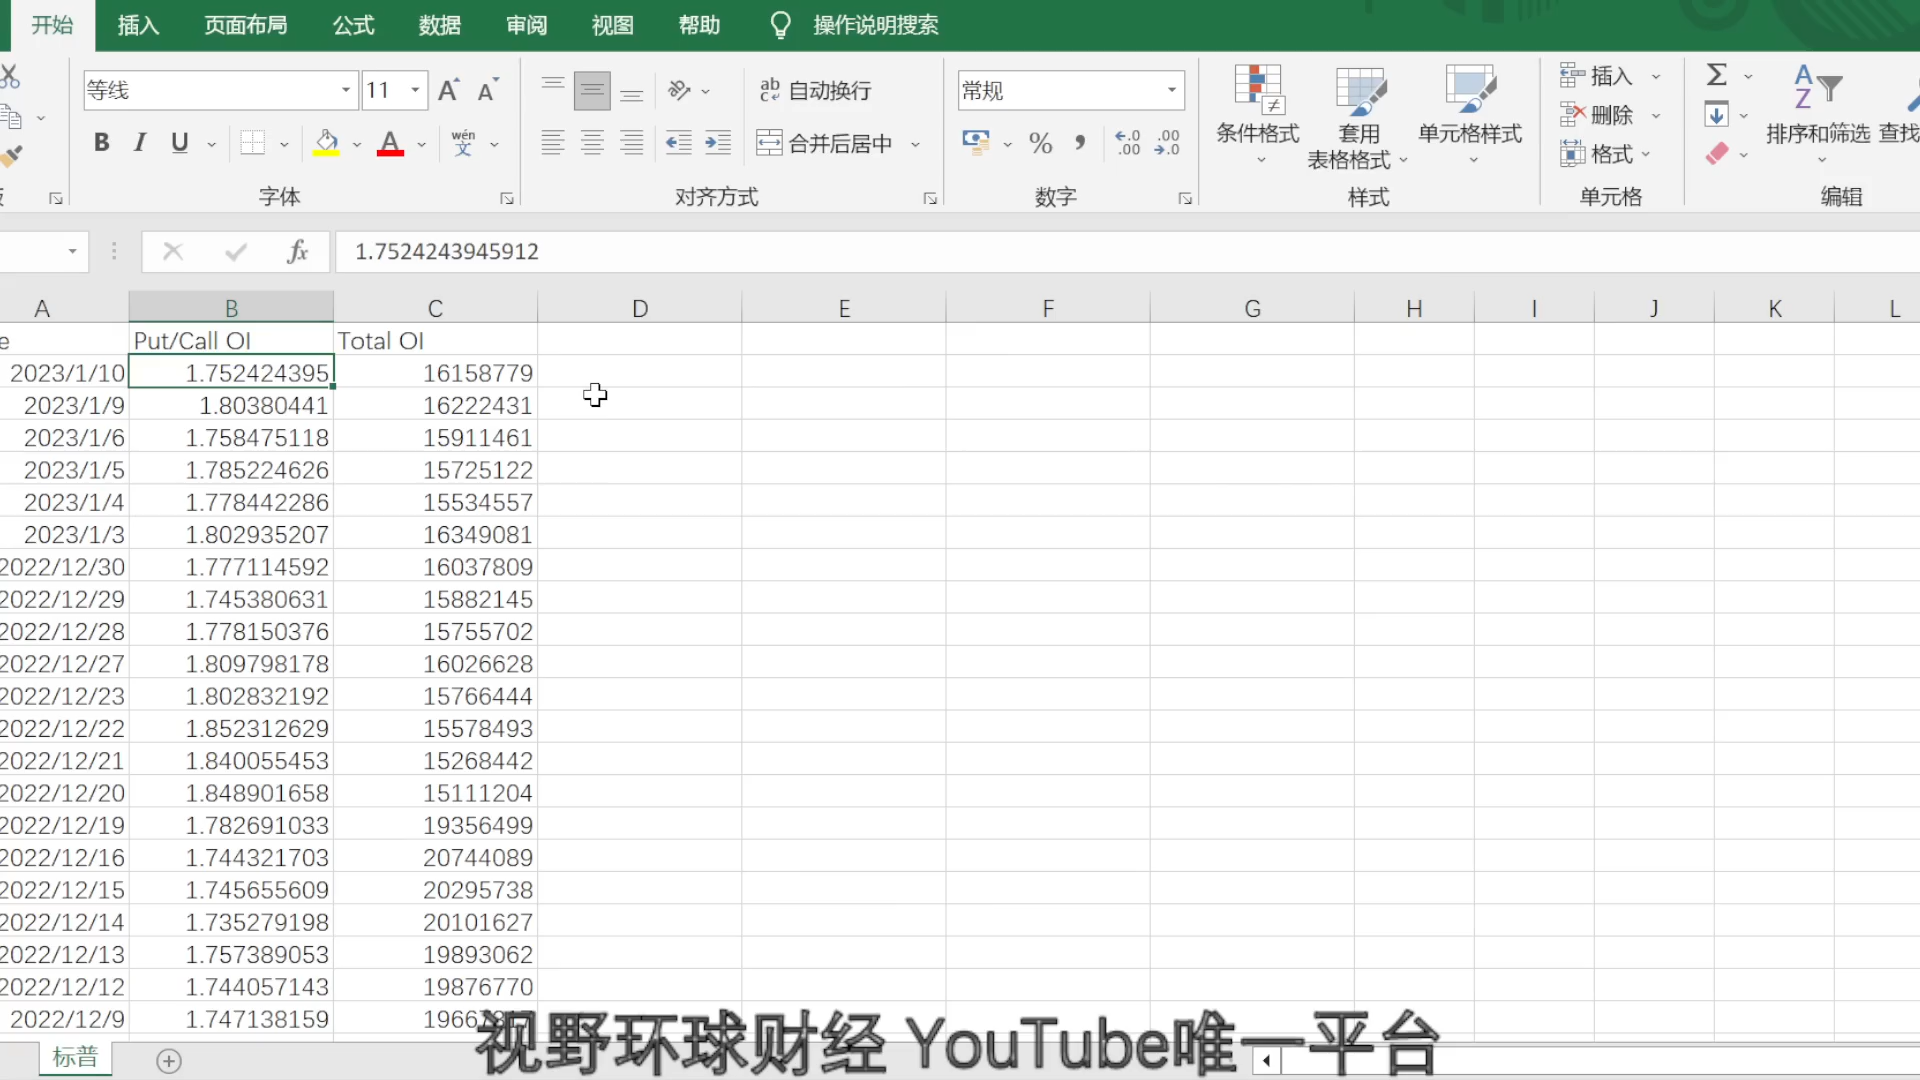 开始 插入 页面布局 公式 数据 审阅 视图 帮助 操作说明搜索
等线 11 A A ab 自动换行 常规 插入 Σ
B I U A wén 文 合并后居中 % 条件格式 套用 表格格式 单元格样式 删除 格式 排序和筛选 查找
字体 对齐方式 数字 样式 单元格 编辑
fx 1.7524243945912
A B C D E F G H I J K L
e Put/Call OI Total OI
2023/1/10 1.752424395 16158779
2023/1/9 1.80380441 16222431
2023/1/6 1.758475118 15911461
2023/1/5 1.785224626 15725122
2023/1/4 1.778442286 15534557
2023/1/3 1.802935207 16349081
2022/12/30 1.777114592 16037809
2022/12/29 1.745380631 15882145
2022/12/28 1.778150376 15755702
2022/12/27 1.809798178 16026628
2022/12/23 1.802832192 15766444
2022/12/22 1.852312629 15578493
2022/12/21 1.840055453 15268442
2022/12/20 1.848901658 15111204
2022/12/19 1.782691033 19356499
2022/12/16 1.744321703 20744089
2022/12/15 1.745655609 20295738
2022/12/14 1.735279198 20101627
2022/12/13 1.757389053 19893062
2022/12/12 1.744057143 19876770
2022/12/9 1.747138159
视野环球财经 YouTube唯一平台
标普